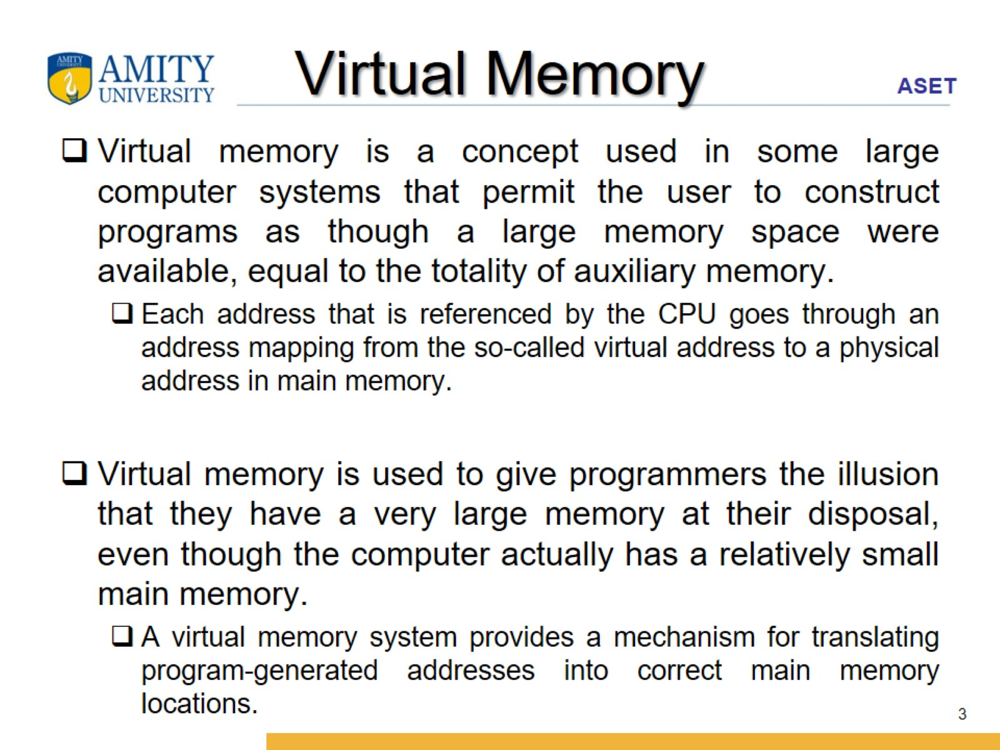 AMITY
UNIVERSITY
AMITY
UNIVERSITY
Virtual Memory
ASET
Virtual memory is a concept used in some large
computer systems that permit the user to construct
programs as though a large memory space were
available, equal to the totality of auxiliary memory.
Each address that is referenced by the CPU goes through an
address mapping from the so-called virtual address to a physical
address in main memory.
Virtual memory is used to give programmers the illusion
that they have a very large memory at their disposal,
even though the computer actually has a relatively small
main memory.
A virtual memory system provides a mechanism for translating
program-generated addresses into correct main memory
locations.
3